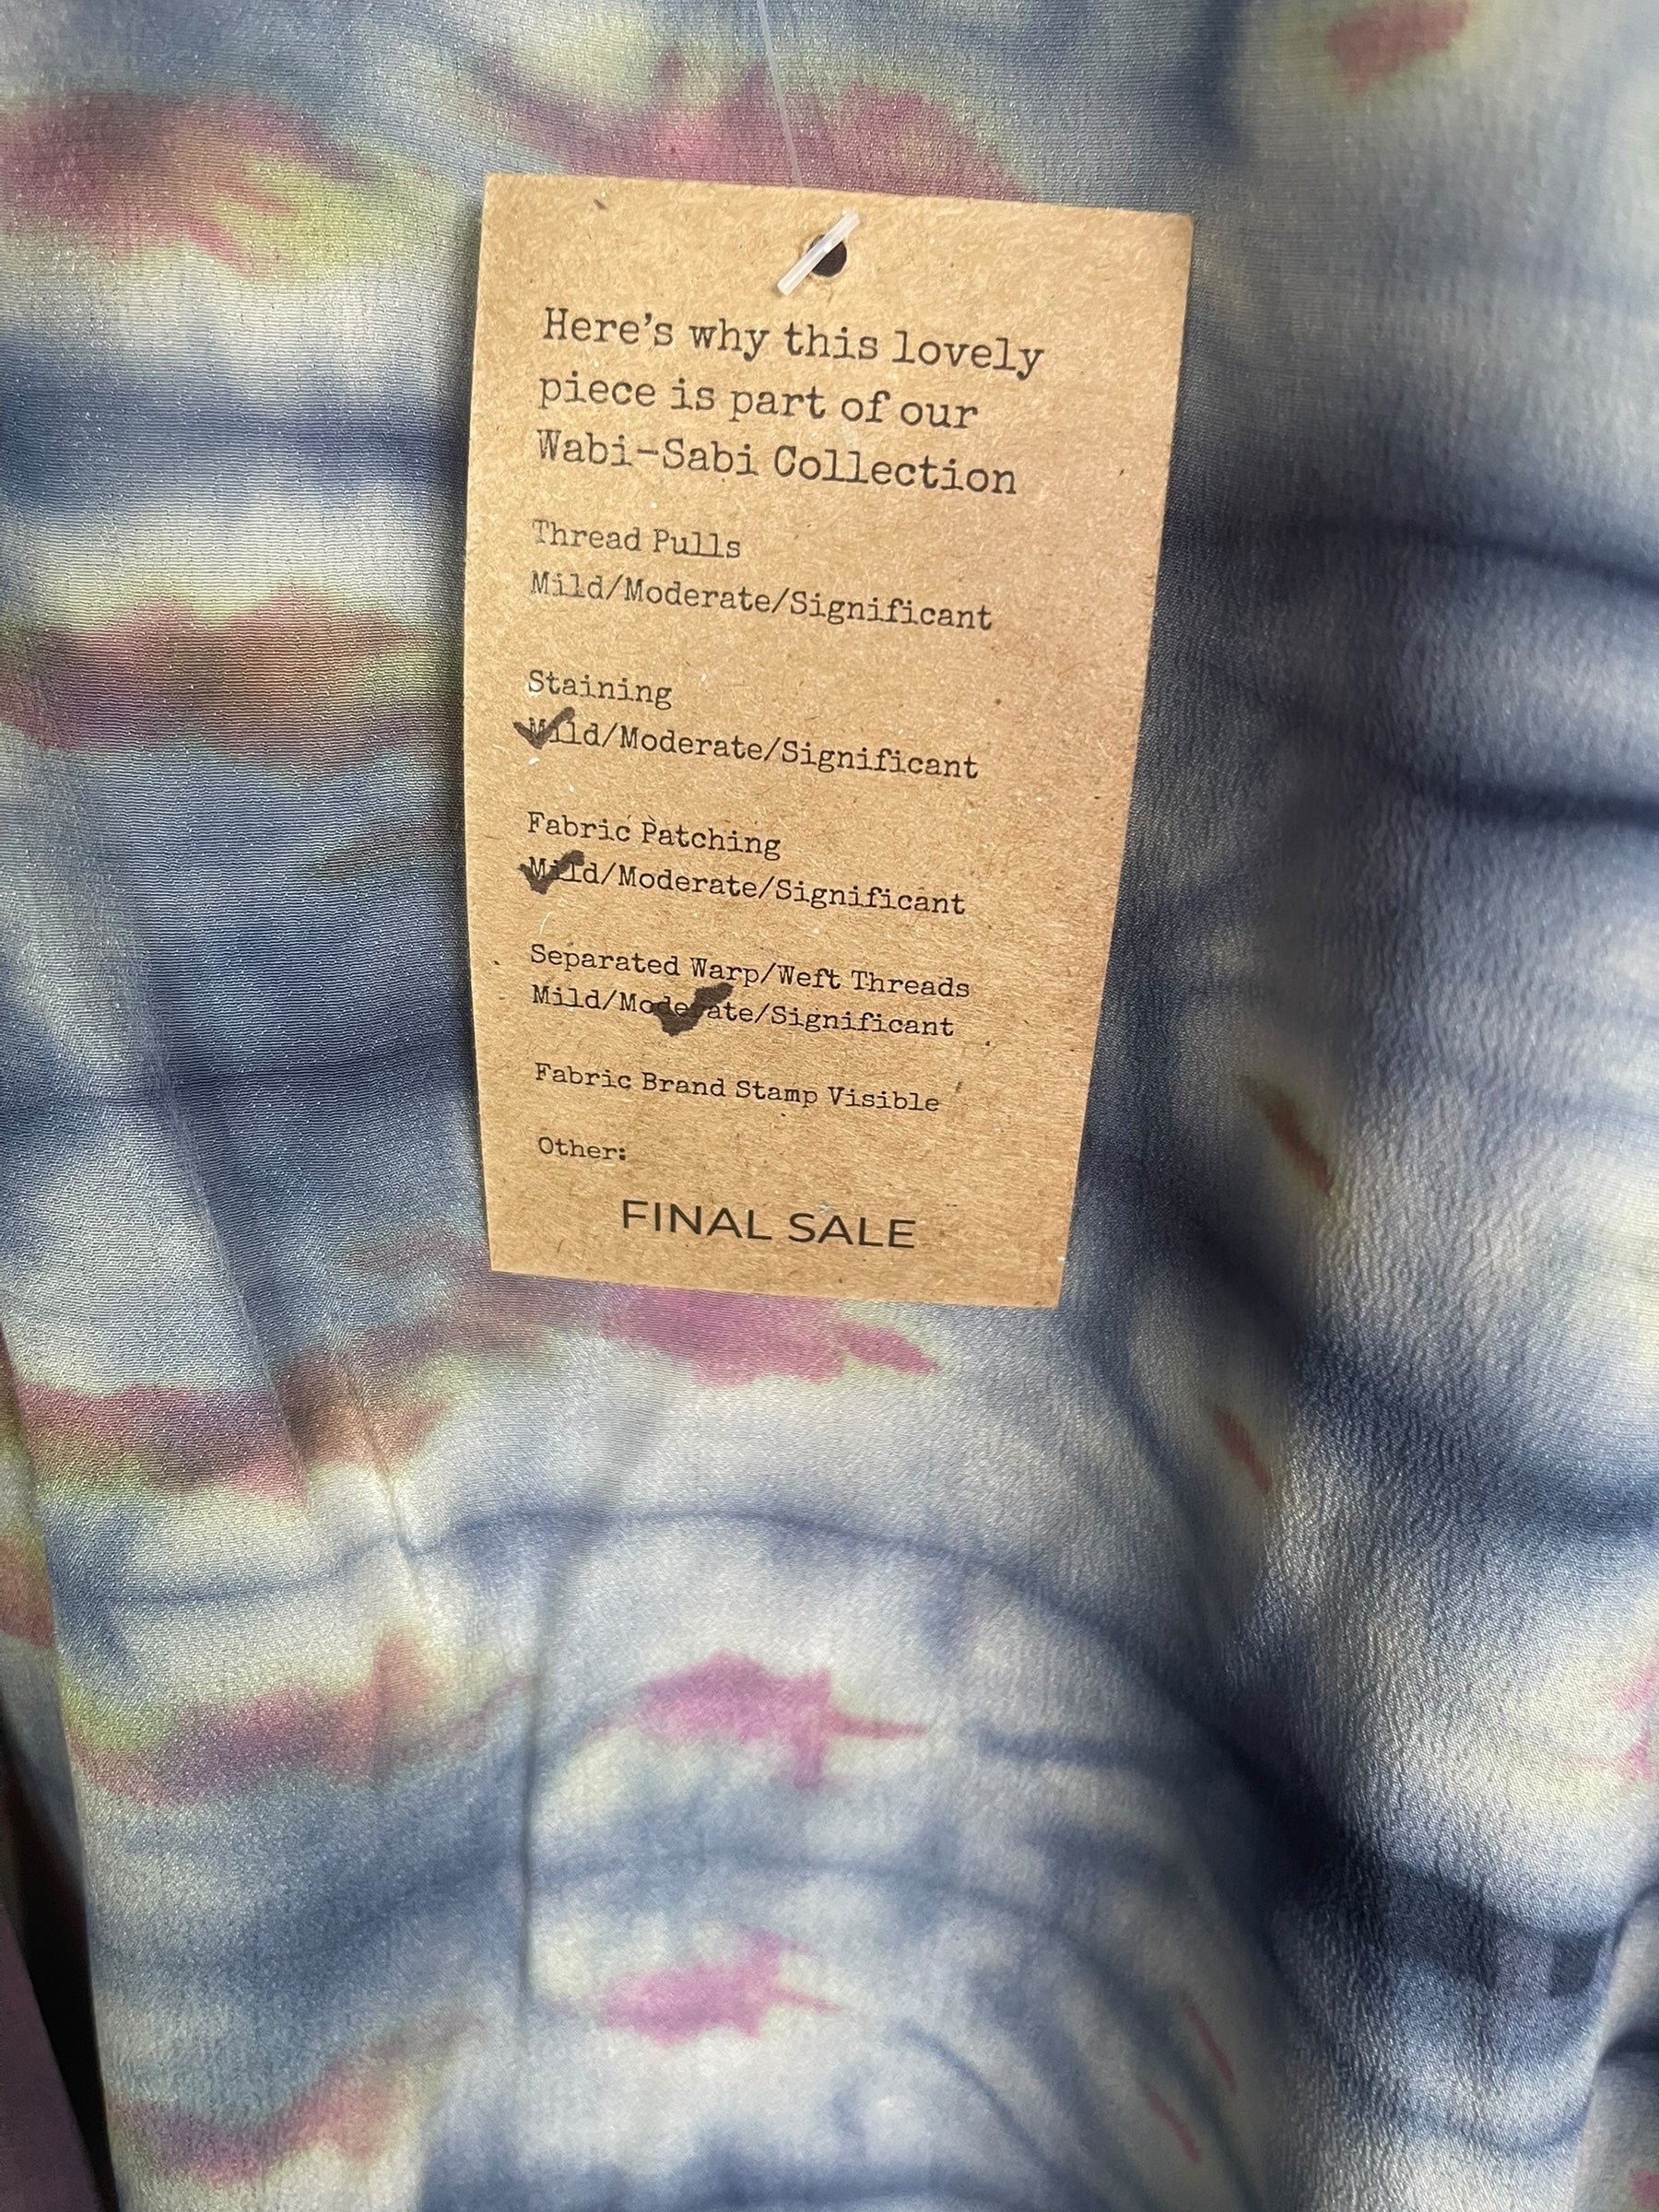 Here's why this lovely
piece is part of our
Wabi-Sabi Collection
Thread Pulls
Mild/Moderate/Significant
Staining
Mild/Moderate/Significant
Fabric Patching
Mild/Moderate/Significant
Separated Warp/Weft Threads
Mild/Moderate/Significant
Fabric Brand Stamp Visible
Other:
FINAL SALE